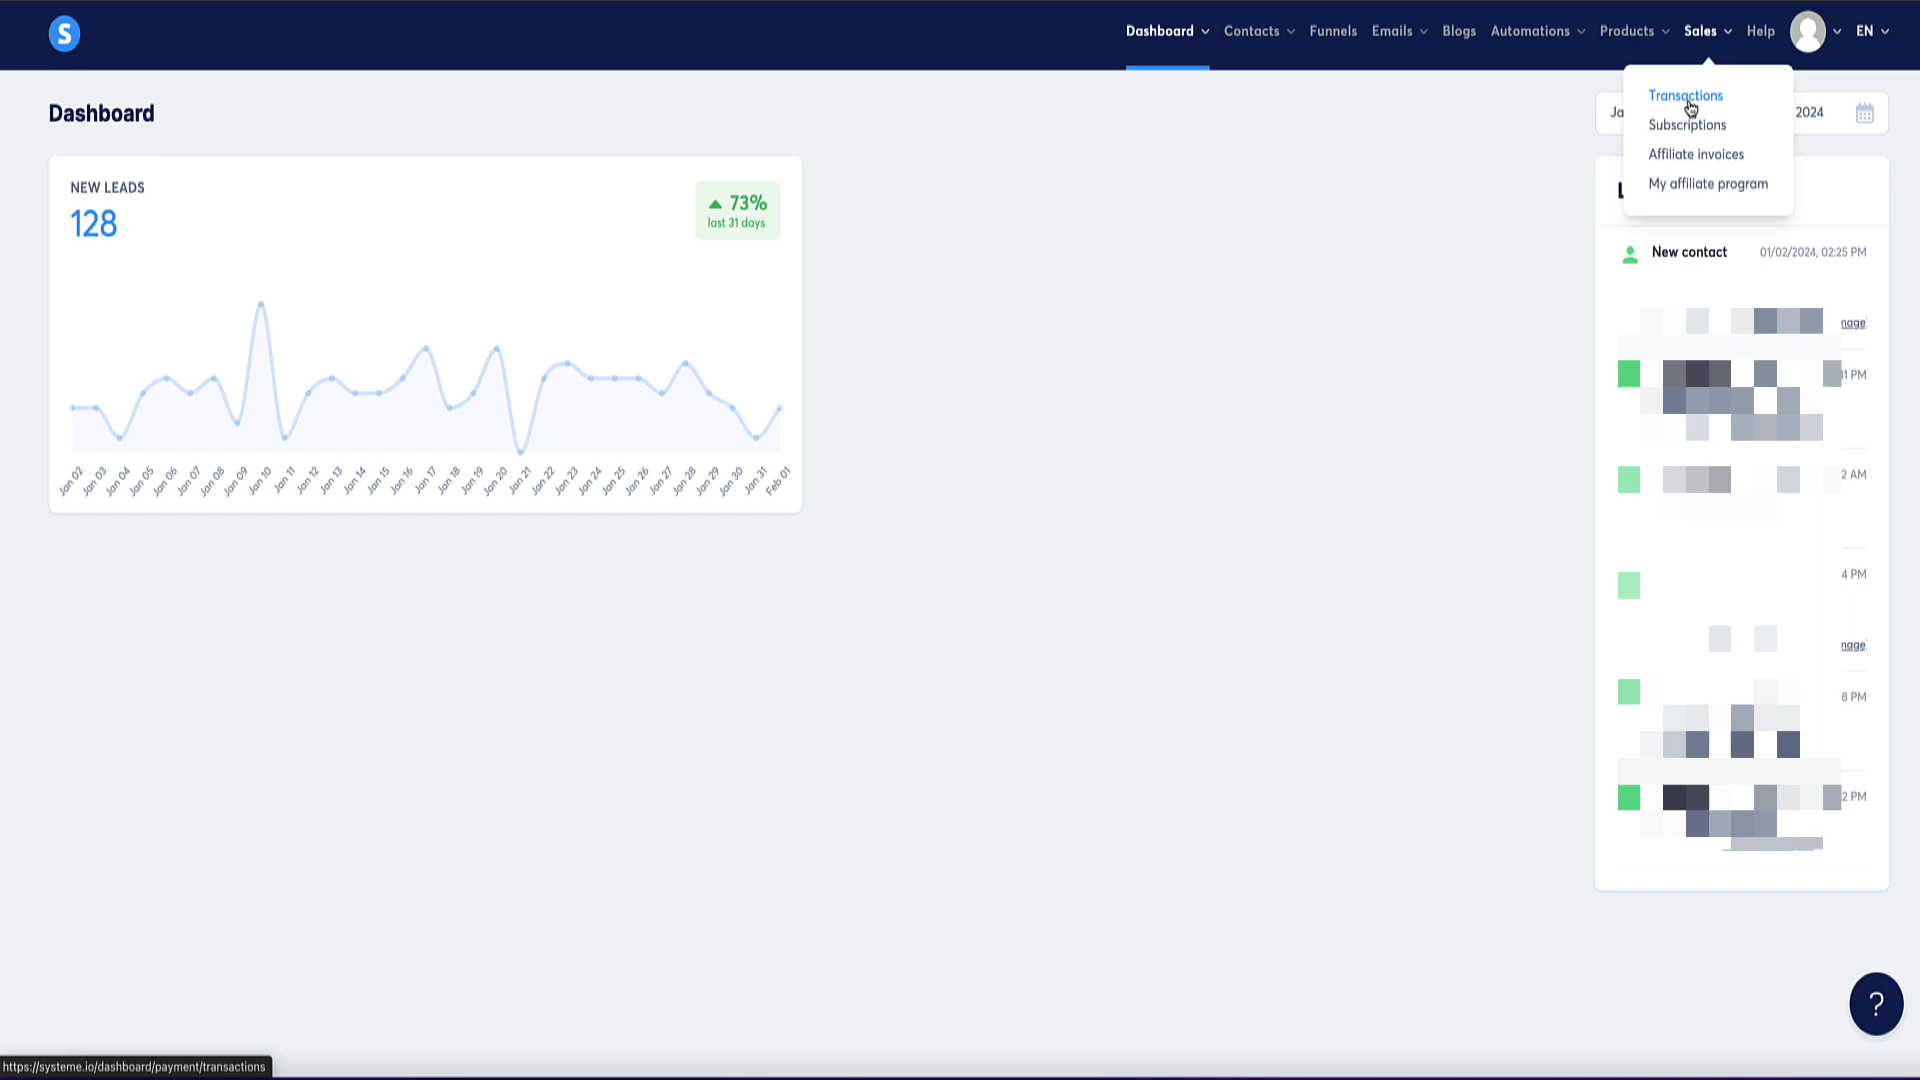 S
Dashboard Contacts Funnels Emails Blogs Automations Products Sales Help EN
Dashboard
Transactions
Subscriptions
Affiliate invoices
My affiliate program
Ja
2024
NEW LEADS
128
73%
last 31 days
Jan 02 Jan 03 Jan 04 Jan 05 Jan 06 Jan 07 Jan 08 Jan 09 Jan 10 Jan 11 Jan 12 Jan 13 Jan 14 Jan 15 Jan 16 Jan 17 Jan 18 Jan 19 Jan 20 Jan 21 Jan 22 Jan 23 Jan 24 Jan 25 Jan 26 Jan 27 Jan 28 Jan 29 Jan 30 Jan 31 Feb 01
New contact 01/02/2024, 02:25 PM
nage'
1 PM
2 AM
4 PM
nage'
8 PM
2 PM
?
https://systeme.io/dashboard/payment/transactions